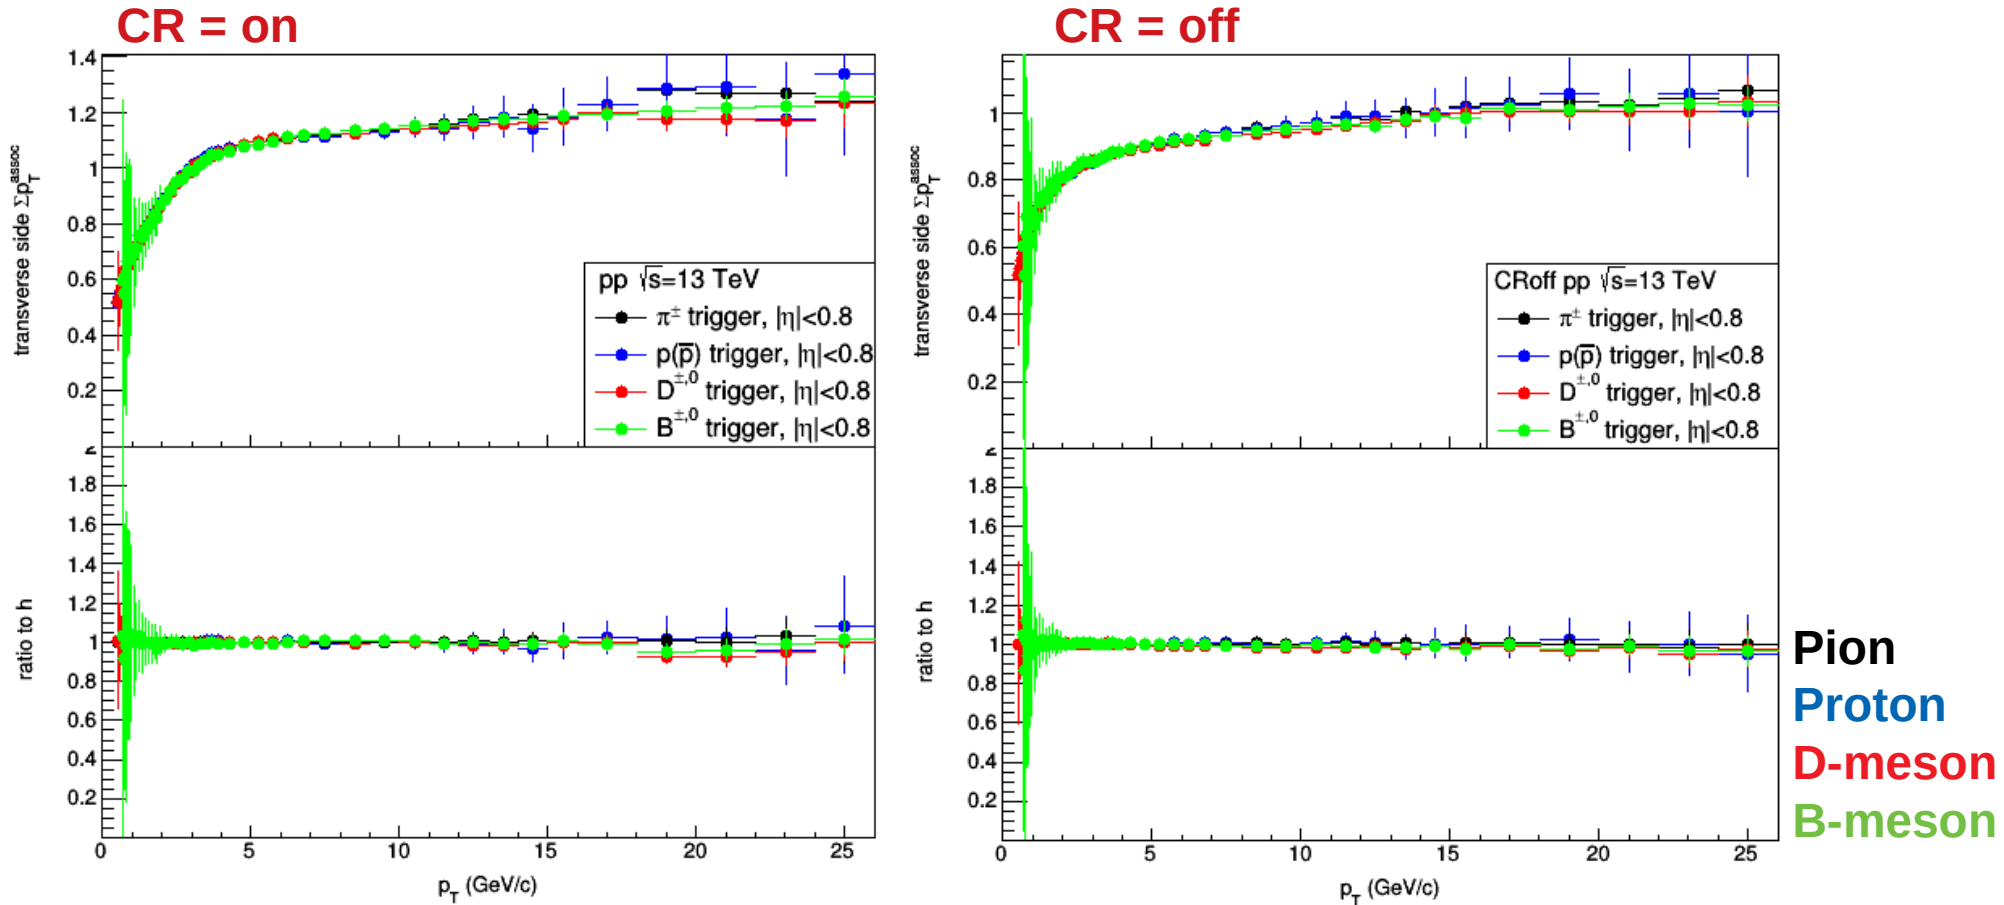 CR = on
CR = off
1.4
1.2
1
0.8
0.6
0.4
0.2
transverse side Σp_T^assoc
pp √s=13 TeV
π± trigger, |η|<0.8
p(p̅) trigger, |η|<0.8
D±,0 trigger, |η|<0.8
B±,0 trigger, |η|<0.8
2
1.8
1.6
1.4
1.2
1
0.8
0.6
0.4
0.2
ratio to h
0 5 10 15 20 25
p_T (GeV/c)
1
0.8
0.6
0.4
0.2
transverse side Σp_T^assoc
CRoff pp √s=13 TeV
π± trigger, |η|<0.8
p(p̅) trigger, |η|<0.8
D±,0 trigger, |η|<0.8
B±,0 trigger, |η|<0.8
2
1.8
1.6
1.4
1.2
1
0.8
0.6
0.4
0.2
ratio to h
0 5 10 15 20 25
p_T (GeV/c)
Pion
Proton
D-meson
B-meson